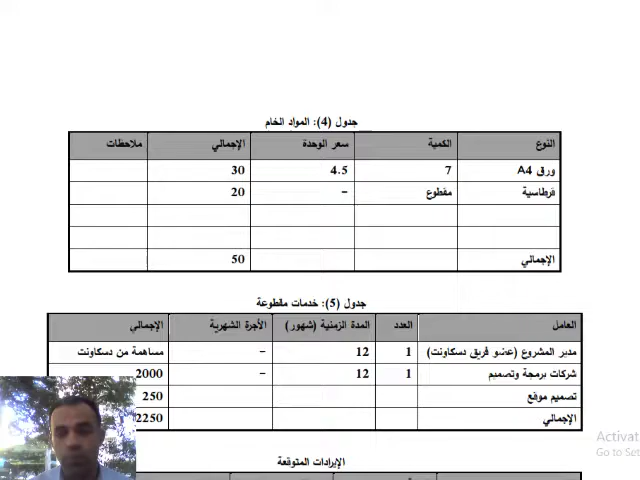 جدول (4): المواد الخام
النوع الكمية سعر الوحدة الإجمالي ملاحظات
ورق A4 7 4.5 30
قرطاسية مقطوع - 20
الإجمالي 50
جدول (5): خدمات مقطوعة
العامل العدد المدة الزمنية (شهور) الأجرة الشهرية الإجمالي
مدير المشروع (عضو فريق دسكاونت) 1 12 - مساهمة من دسكاونت
شركات برمجة وتصميم 1 12 - 2000
تصميم موقع 250
الإجمالي 2250
الإيرادات المتوقعة
Activat
Go to Set